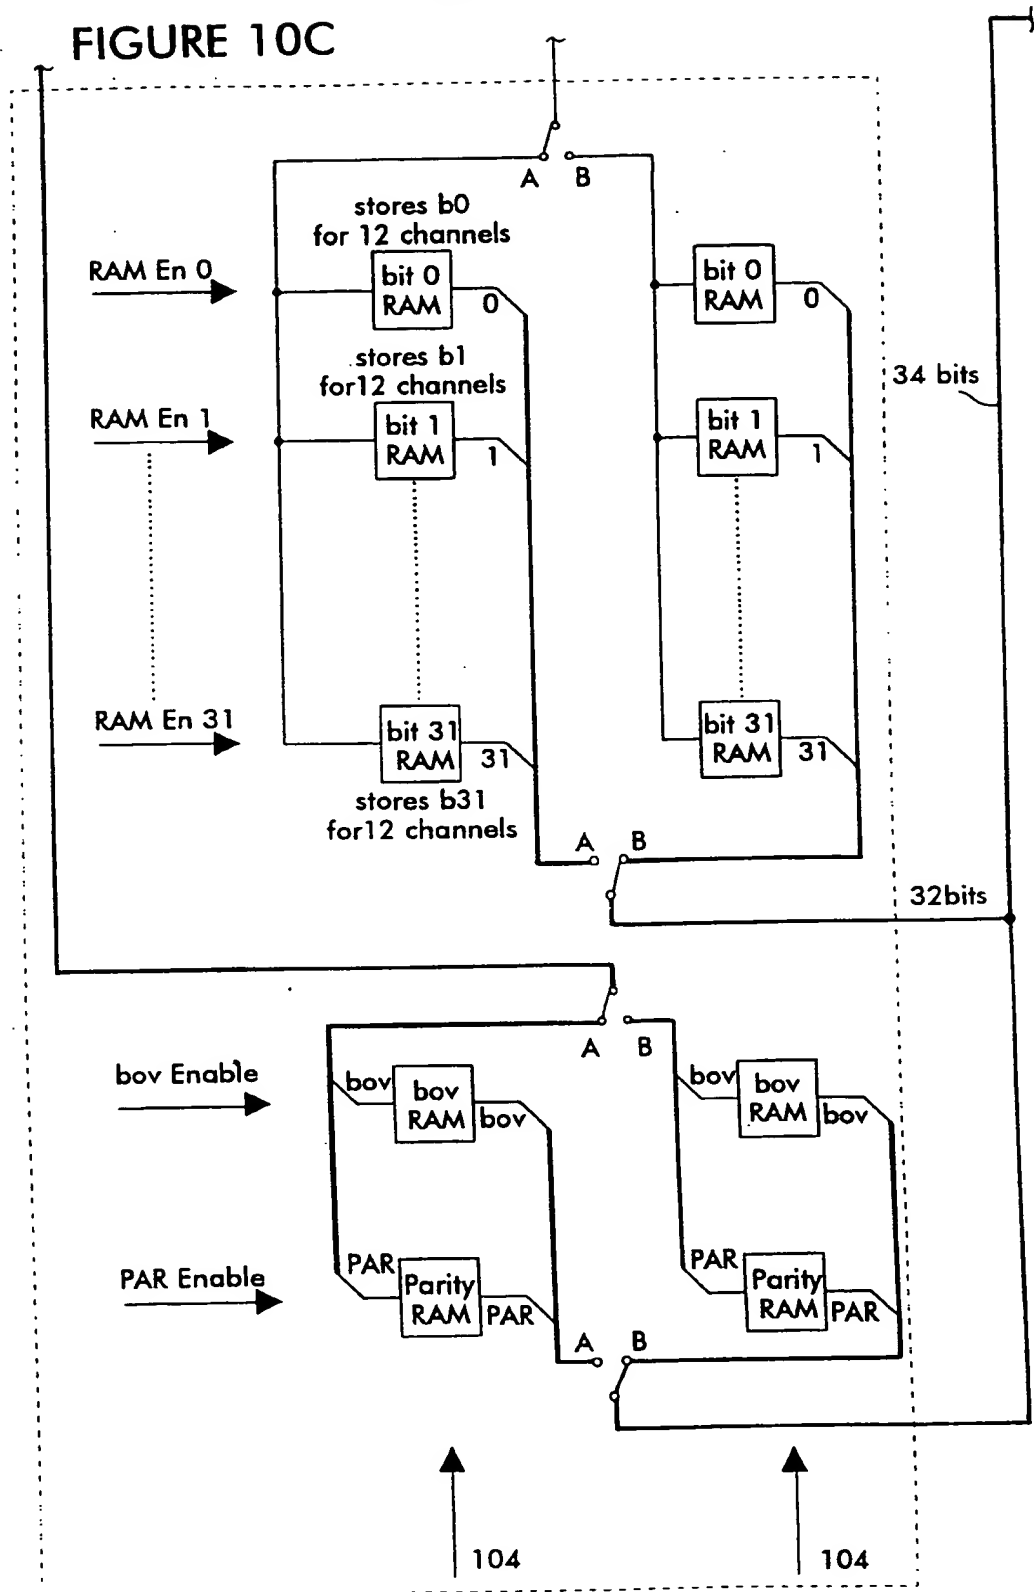 FIGURE 10C
A B
stores b0
for 12 channels
RAM En 0
bit 0
RAM
0
bit 0
RAM
0
stores b1
for12 channels
34 bits
RAM En 1
bit 1
RAM
1
bit 1
RAM
1
RAM En 31
bit 31
RAM
31
bit 31
RAM
31
stores b31
for12 channels
A B
32bits
A B
bov Enable
bov
bov
RAM
bov
bov
bov
RAM
bov
PAR Enable
PAR
Parity
RAM
PAR
PAR
Parity
RAM
PAR
A B
104
104